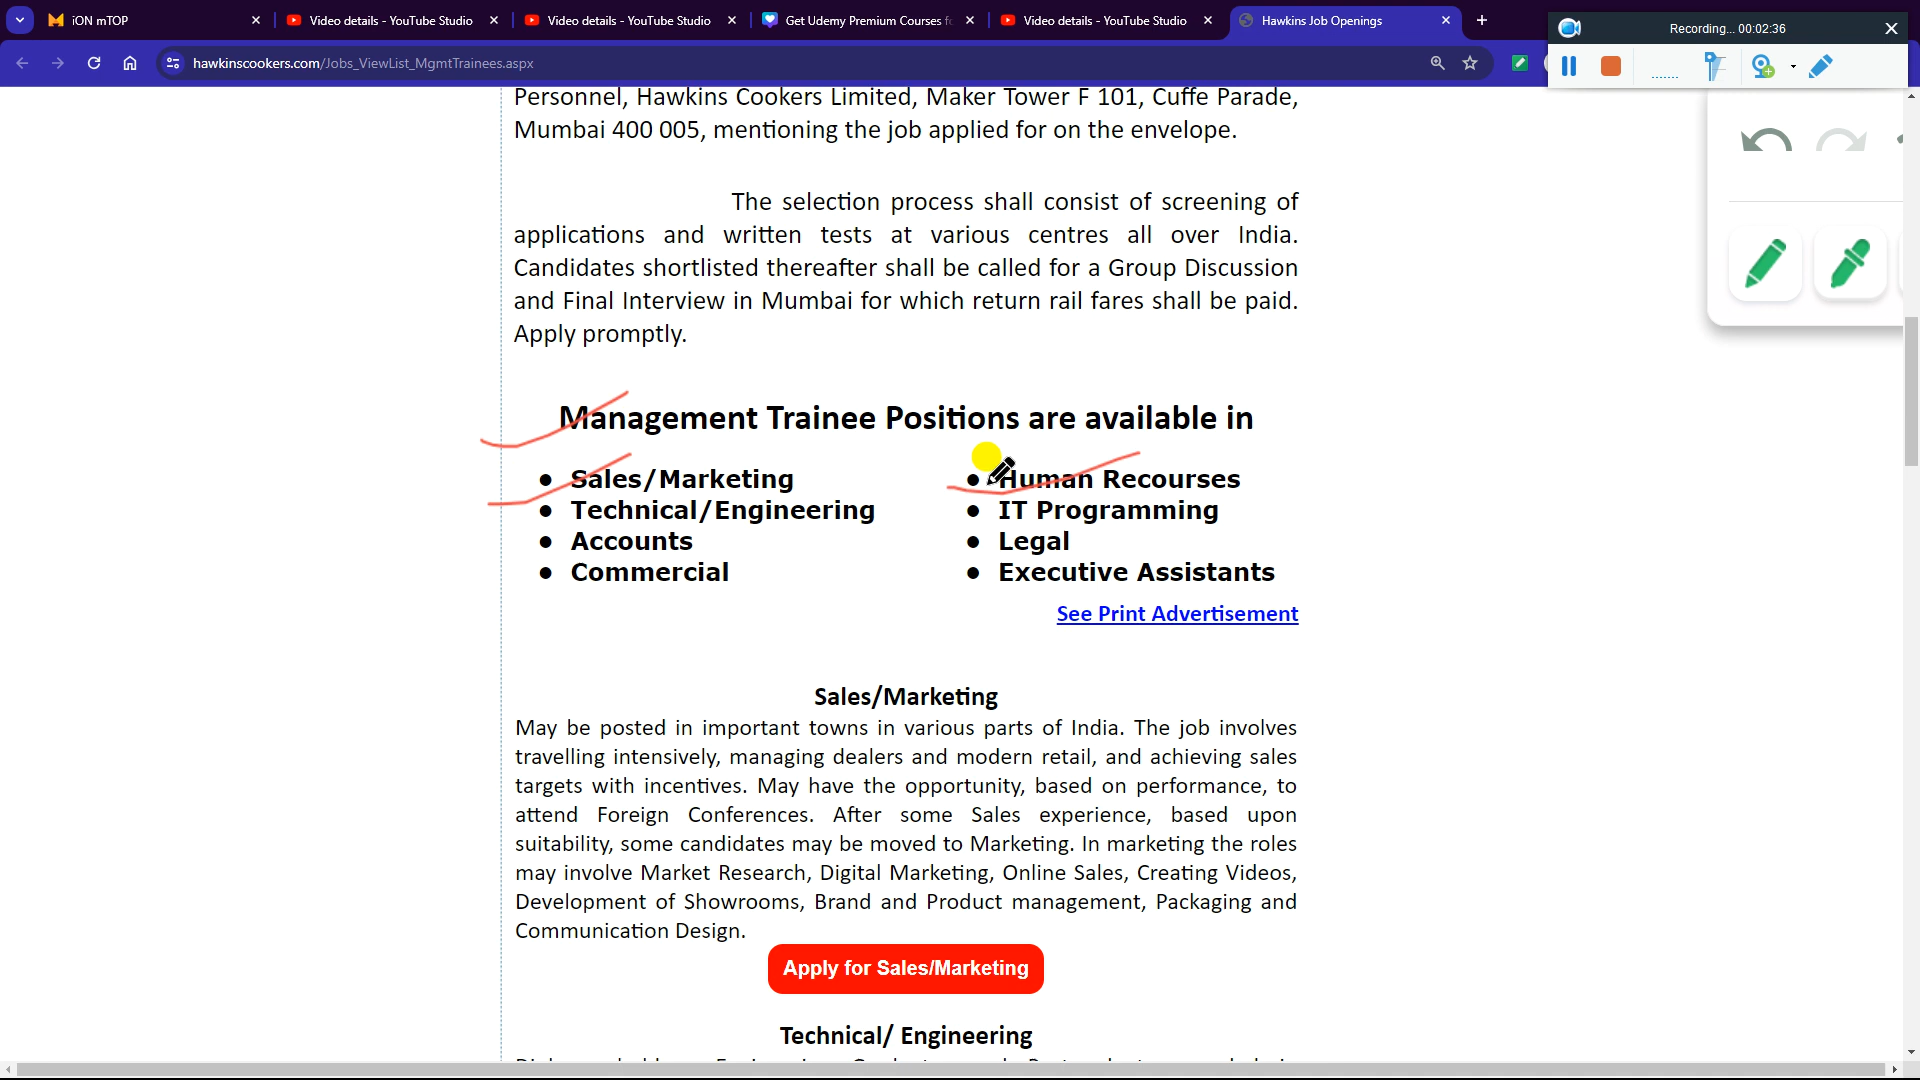 iON mTOP
Video details - YouTube Studio
Video details - YouTube Studio
Get Udemy Premium Courses f
Video details - YouTube Studio
Hawkins Job Openings
Recording... 00:02:36
hawkinscookers.com/Jobs_ViewList_MgmtTrainees.aspx
Personnel, Hawkins Cookers Limited, Maker Tower F 101, Cuffe Parade,
Mumbai 400 005, mentioning the job applied for on the envelope.
The selection process shall consist of screening of
applications and written tests at various centres all over India.
Candidates shortlisted thereafter shall be called for a Group Discussion
and Final Interview in Mumbai for which return rail fares shall be paid.
Apply promptly.
Management Trainee Positions are available in
● Sales/Marketing
● Technical/Engineering
● Accounts
● Commercial
● Human Recourses
● IT Programming
● Legal
● Executive Assistants
See Print Advertisement
Sales/Marketing
May be posted in important towns in various parts of India. The job involves
travelling intensively, managing dealers and modern retail, and achieving sales
targets with incentives. May have the opportunity, based on performance, to
attend Foreign Conferences. After some Sales experience, based upon
suitability, some candidates may be moved to Marketing. In marketing the roles
may involve Market Research, Digital Marketing, Online Sales, Creating Videos,
Development of Showrooms, Brand and Product management, Packaging and
Communication Design.
Apply for Sales/Marketing
Technical/ Engineering